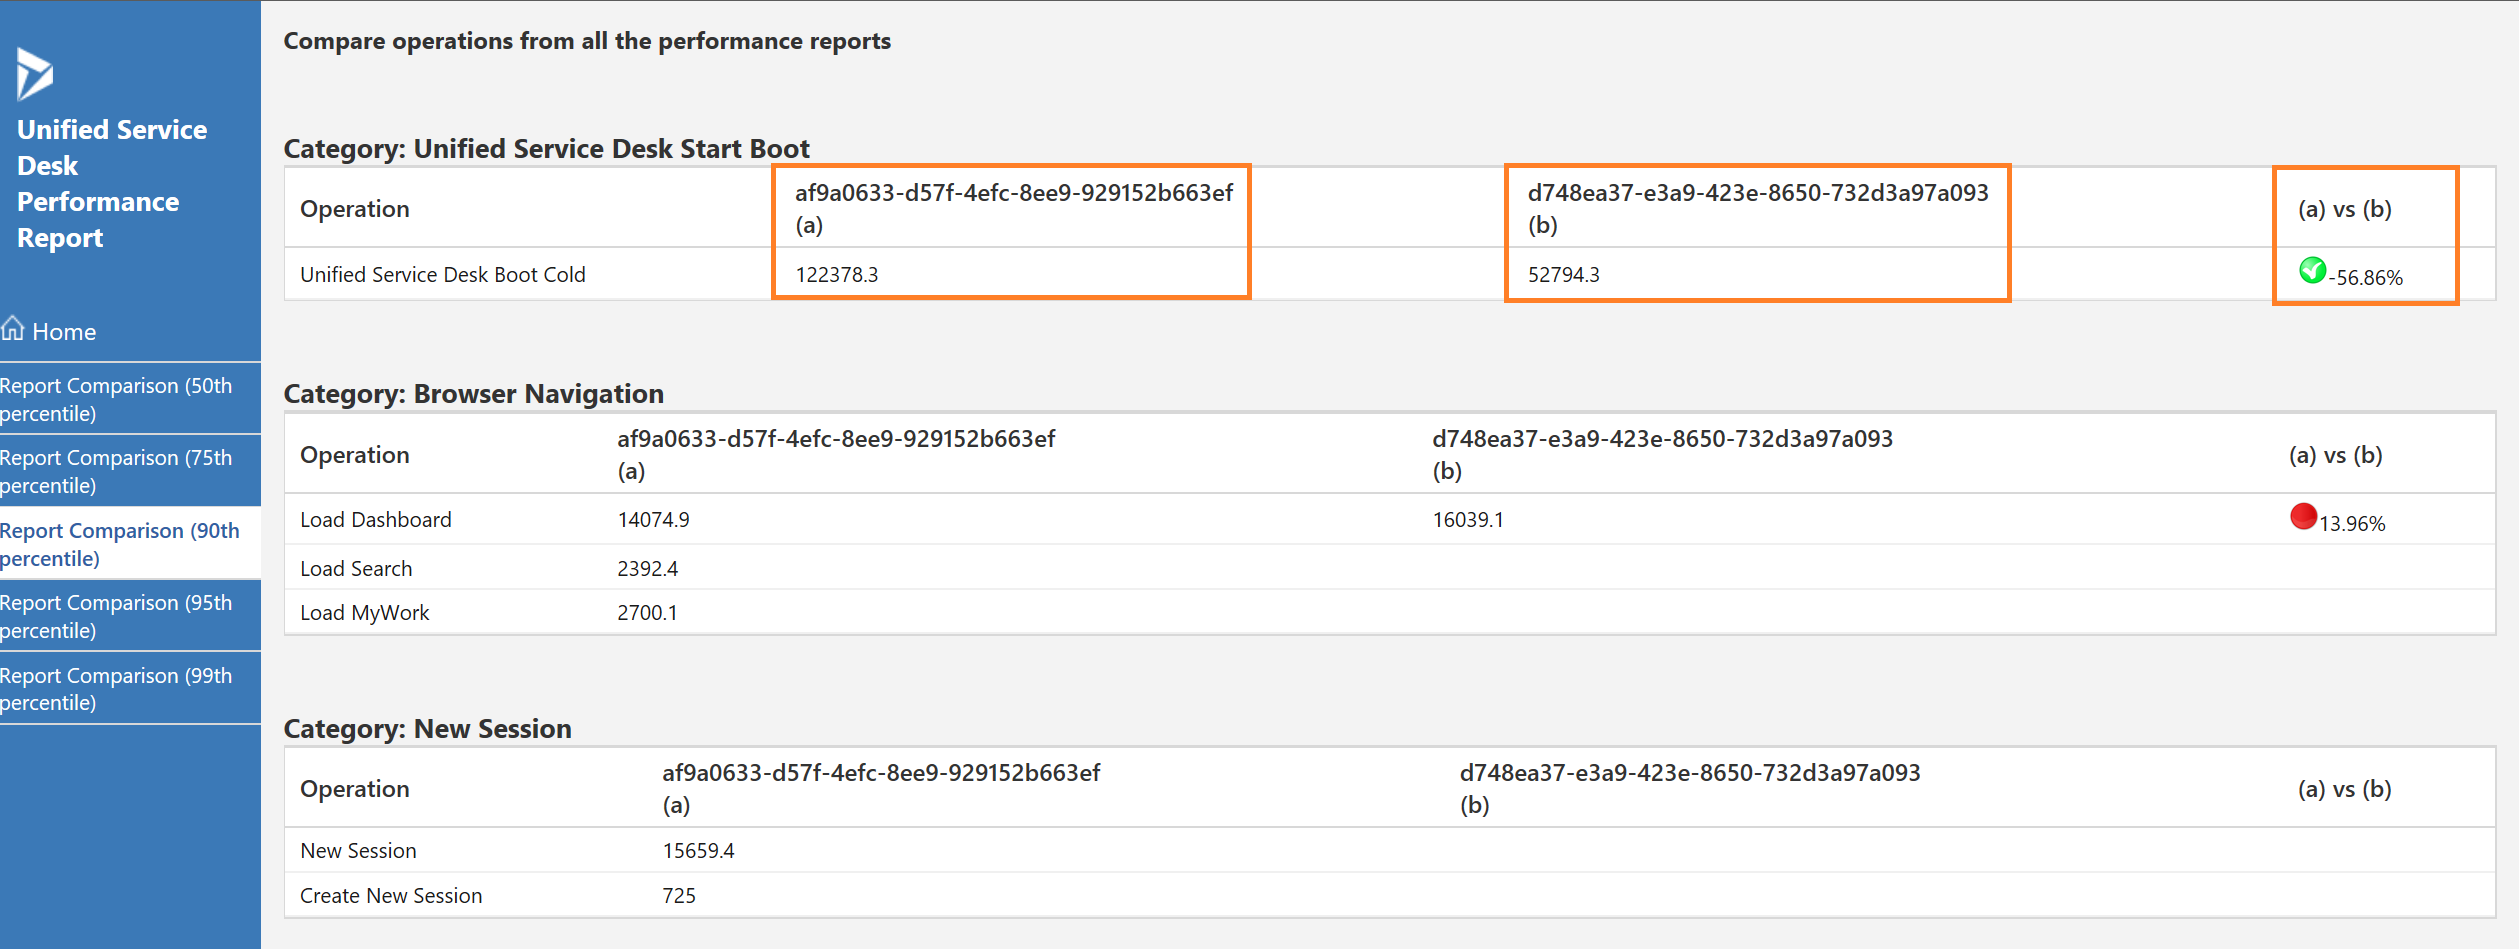 Unified Service
Desk
Performance
Report
Home
Report Comparison (50th
percentile)
Report Comparison (75th
percentile)
Report Comparison (90th
percentile)
Report Comparison (95th
percentile)
Report Comparison (99th
percentile)
Compare operations from all the performance reports
Category: Unified Service Desk Start Boot
Operation af9a0633-d57f-4efc-8ee9-929152b663ef (a) d748ea37-e3a9-423e-8650-732d3a97a093 (b) (a) vs (b)
Unified Service Desk Boot Cold 122378.3 52794.3 -56.86%
Category: Browser Navigation
Operation af9a0633-d57f-4efc-8ee9-929152b663ef (a) d748ea37-e3a9-423e-8650-732d3a97a093 (b) (a) vs (b)
Load Dashboard 14074.9 16039.1 13.96%
Load Search 2392.4
Load MyWork 2700.1
Category: New Session
Operation af9a0633-d57f-4efc-8ee9-929152b663ef (a) d748ea37-e3a9-423e-8650-732d3a97a093 (b) (a) vs (b)
New Session 15659.4
Create New Session 725